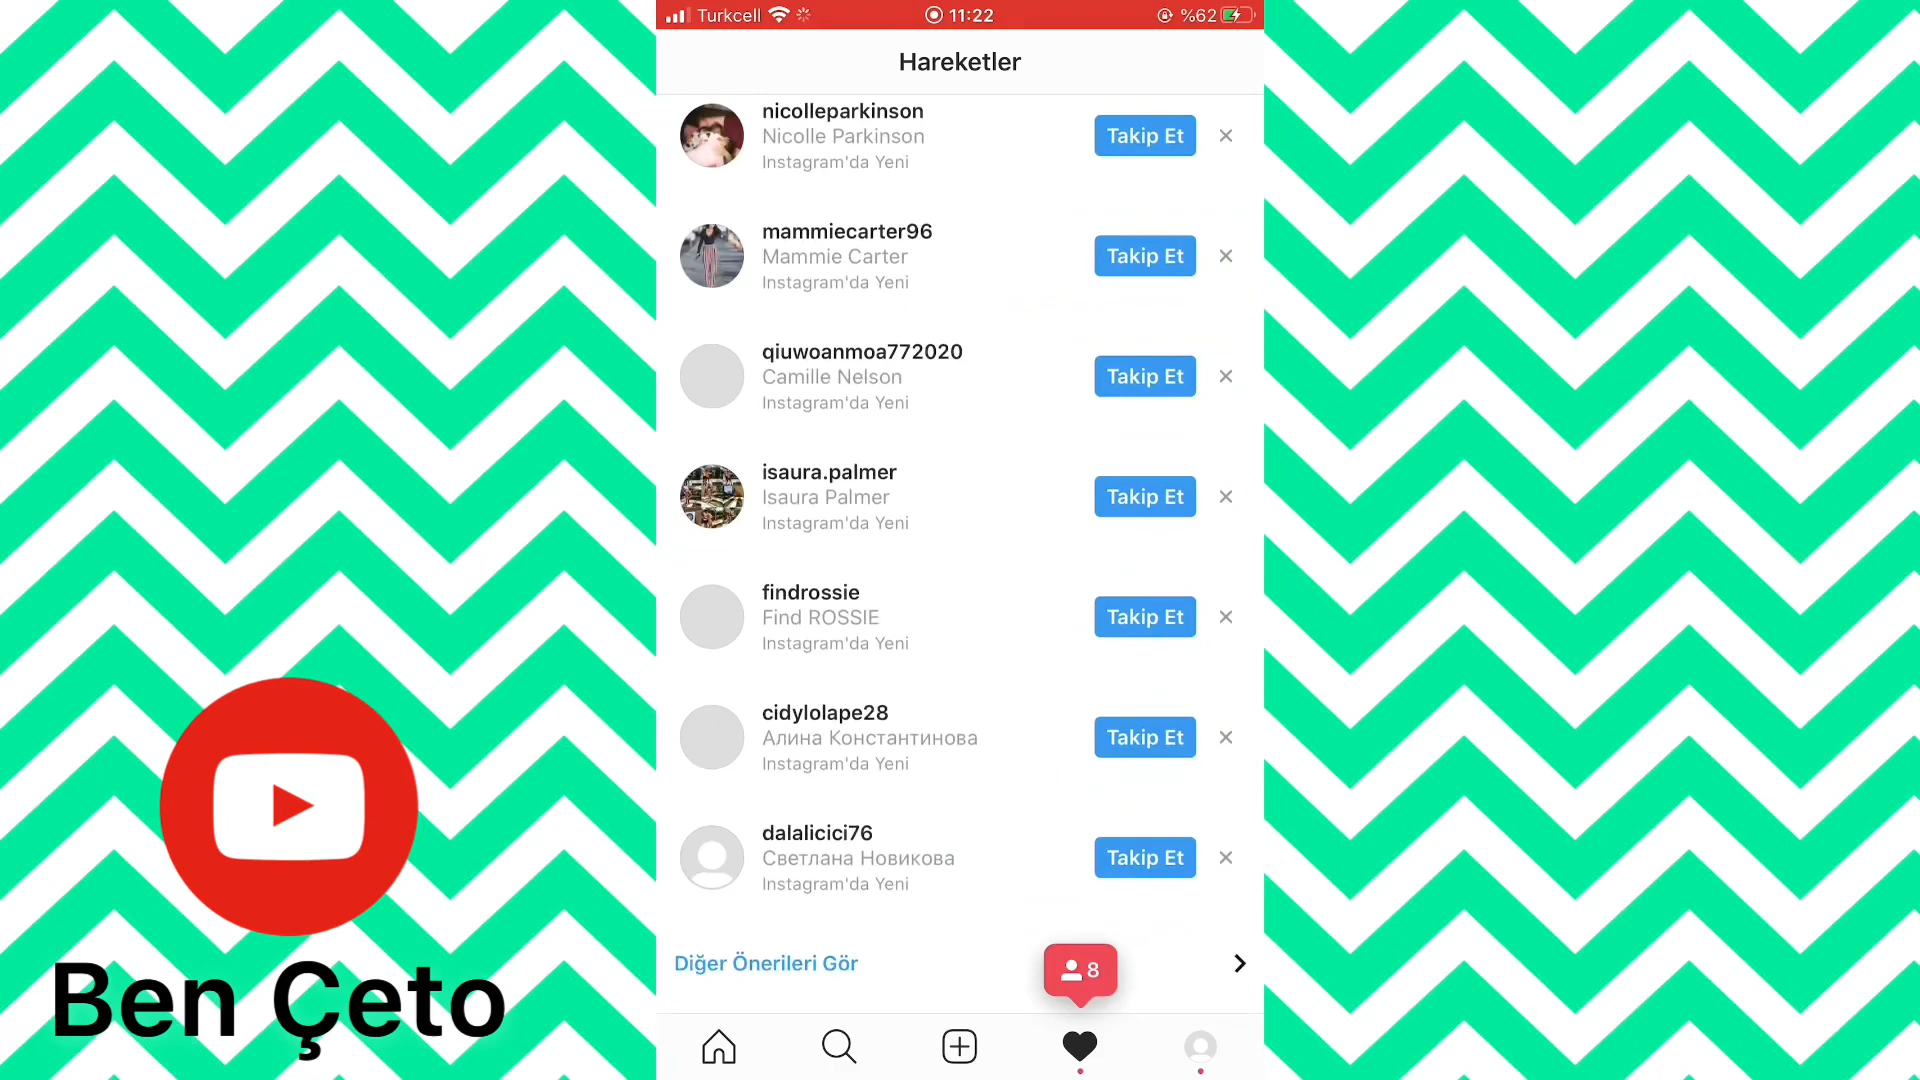 Turkcell 11:22 %62
Hareketler
nicolleparkinson
Nicolle Parkinson
Instagram'da Yeni
Takip Et
mammiecarter96
Mammie Carter
Instagram'da Yeni
Takip Et
qiuwoanmoa772020
Camille Nelson
Instagram'da Yeni
Takip Et
isaura.palmer
Isaura Palmer
Instagram'da Yeni
Takip Et
findrossie
Find ROSSIE
Instagram'da Yeni
Takip Et
cidylolape28
Алина Константинова
Instagram'da Yeni
Takip Et
dalalicici76
Светлана Новикова
Instagram'da Yeni
Takip Et
Diğer Önerileri Gör
8
Ben Çeto